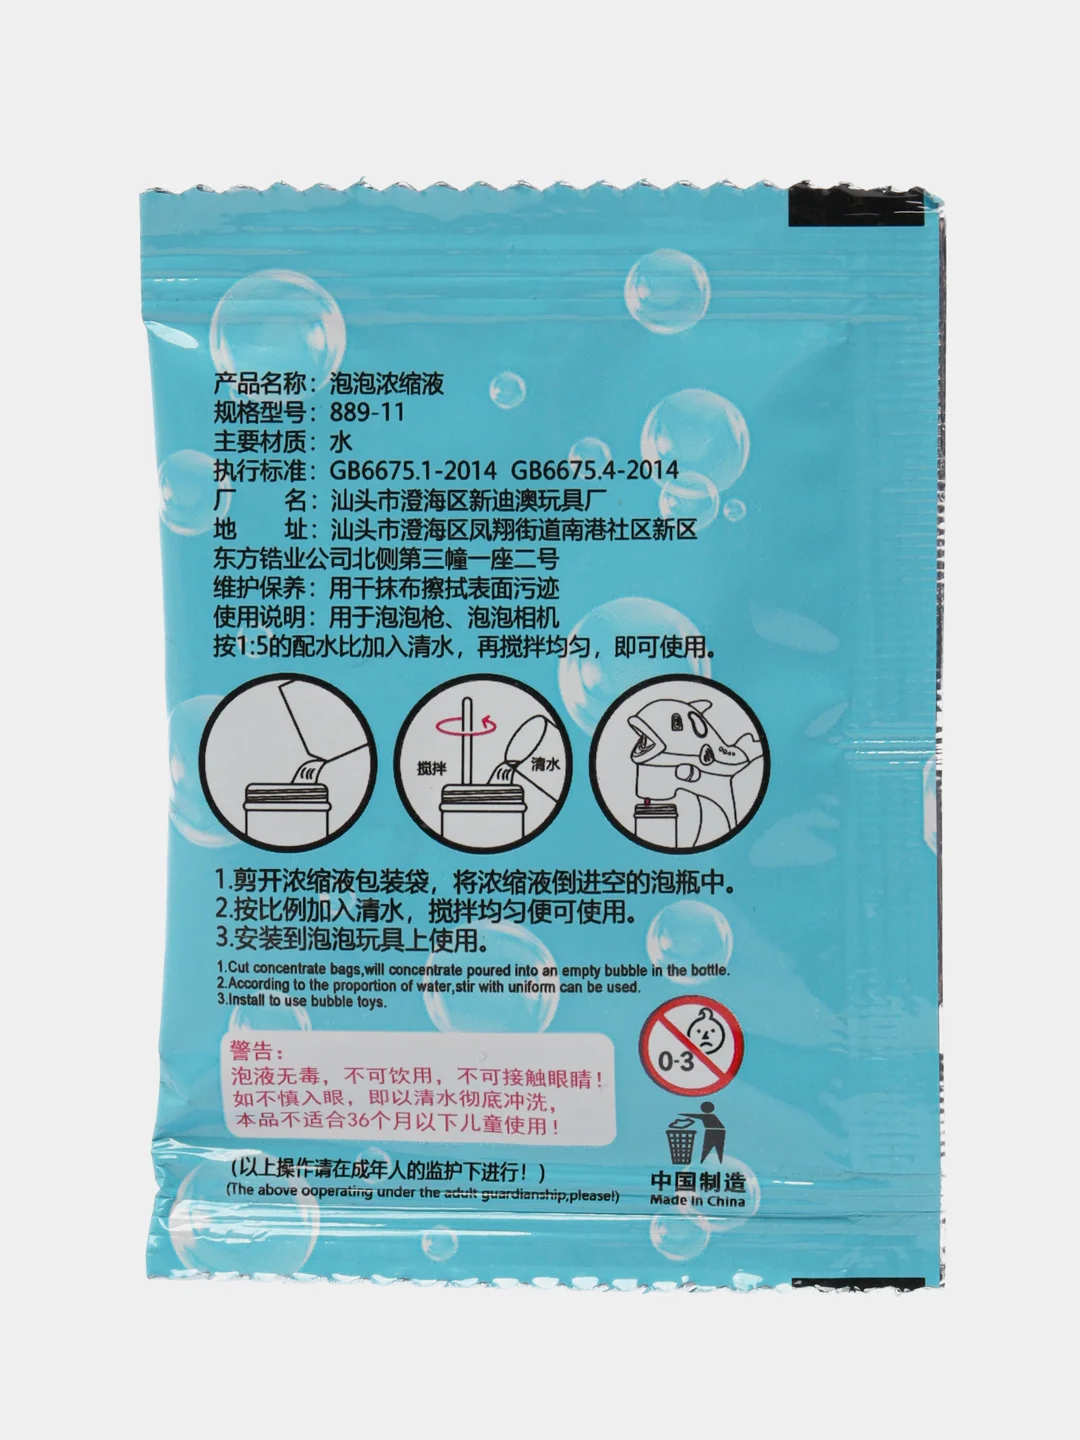 产品名称：泡泡浓缩液
规格型号：889-11
主要材质：水
执行标准：GB6675.1-2014 GB6675.4-2014
厂 名：汕头市澄海区新迪澳玩具厂
地 址：汕头市澄海区凤翔街道南港社区新区
东方锆业公司北侧第三幢一座二号
维护保养：用干抹布擦拭表面污迹
使用说明：用于泡泡枪、泡泡相机
按1:5的配水比加入清水，再搅拌均匀，即可使用。
搅拌
清水
1.剪开浓缩液包装袋，将浓缩液倒进空的泡瓶中。
2.按比例加入清水，搅拌均匀便可使用。
3.安装到泡泡玩具上使用。
1.Cut concentrate bags,will concentrate poured into an empty bubble in the bottle.
2.According to the proportion of water,stir with uniform can be used.
3.Install to use bubble toys.
警告：
泡液无毒，不可饮用，不可接触眼睛！
如不慎入眼，即以清水彻底冲洗，
本品不适合36个月以下儿童使用！
0-3
（以上操作请在成年人的监护下进行！）
(The above ooperating under the adult guardianship,please!)
中国制造
Made in China